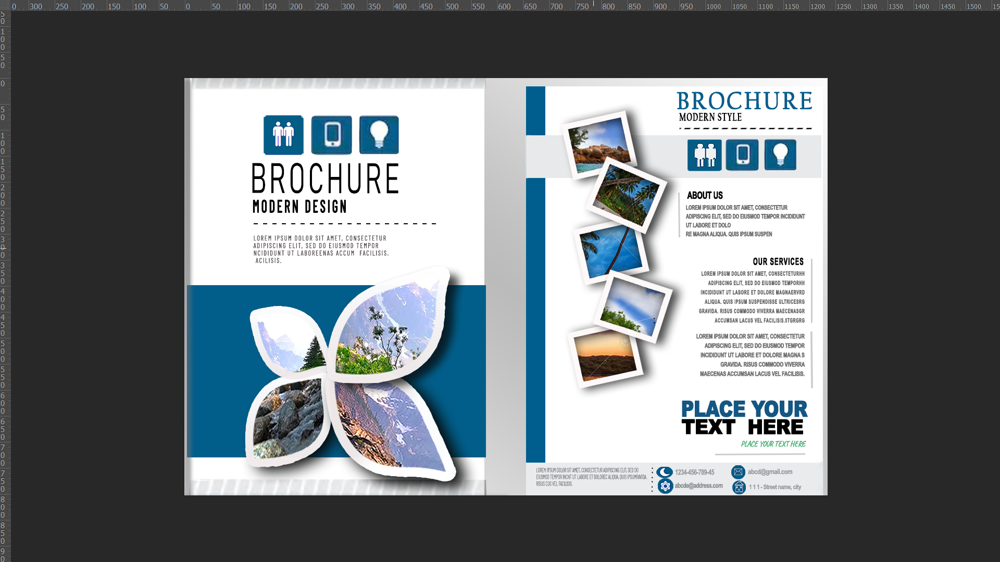 0 300 250 200 150 100 50 0 50 100 150 200 250 300 350 400 450 500 550 600 650 700 750 800 850 900 950 1000 1050 1100 1150 1200 1250 1300 1350 1400 1450 1500 15
BROCHURE
MODERN DESIGN
LOREM IPSUM DOLOR SIT AMET, CONSECTETUR
ADIPISCING ELIT, SED DO EIUSMOD TEMPOR
NCIDIDUNT UT LABOREENAS ACCUM FACILISIS.
ACILISIS.
BROCHURE
MODERN STYLE
ABOUT US
LOREM IPSUM DOLOR SIT AMET, CONSECTETUR
ADIPISCING ELIT, SED DO EIUSMOD TEMPOR INCIDIDUNT
UT LABORE ET DOLO
RE MAGNA ALIQUA. QUIS IPSUM SUSPEN
OUR SERVICES
LOREM IPSUM DOLOR SIT AMET, CONSECTETURHH
ADIPISCING ELIT, SED DO EIUSMOD TEMPORHH
INCIDIDUNT UT LABORE ET DOLORE MAGNAERVRD
ALIQUA. QUIS IPSUM SUSPENDISSE ULTRICESRG
GRAVIDA. RISUS COMMODO VIVERRA MAECENASGR
ACCUMSAN LACUS VEL FACILISIS.5TGRGRG
LOREM IPSUM DOLOR SIT AMET, CONSECTETUR
ADIPISCING ELIT, SED DO EIUSMOD TEMPOR
INCIDIDUNT UT LABORE ET DOLORE MAGNA S
GRAVIDA. RISUS COMMODO VIVERRA
MAECENAS ACCUMSAN LACUS VEL FACILISIS.
PLACE YOUR
TEXT HERE
PLACE YOUR TEXT HERE
LOREM IPSUM DOLOR SIT AMET, CONSECTETUR ADIPISCING ELIT, SED DO
EIUSMOD TEMPOR INCNT UT LABORE ET DOLOREC ALIQUA. QUIS IPSUMRAVIDA.
RISUS CUS VEL FACILISIS.
1234-456-789-45
abcd@gmail.com
abcde@address.com
1 1 1 - Street name, city